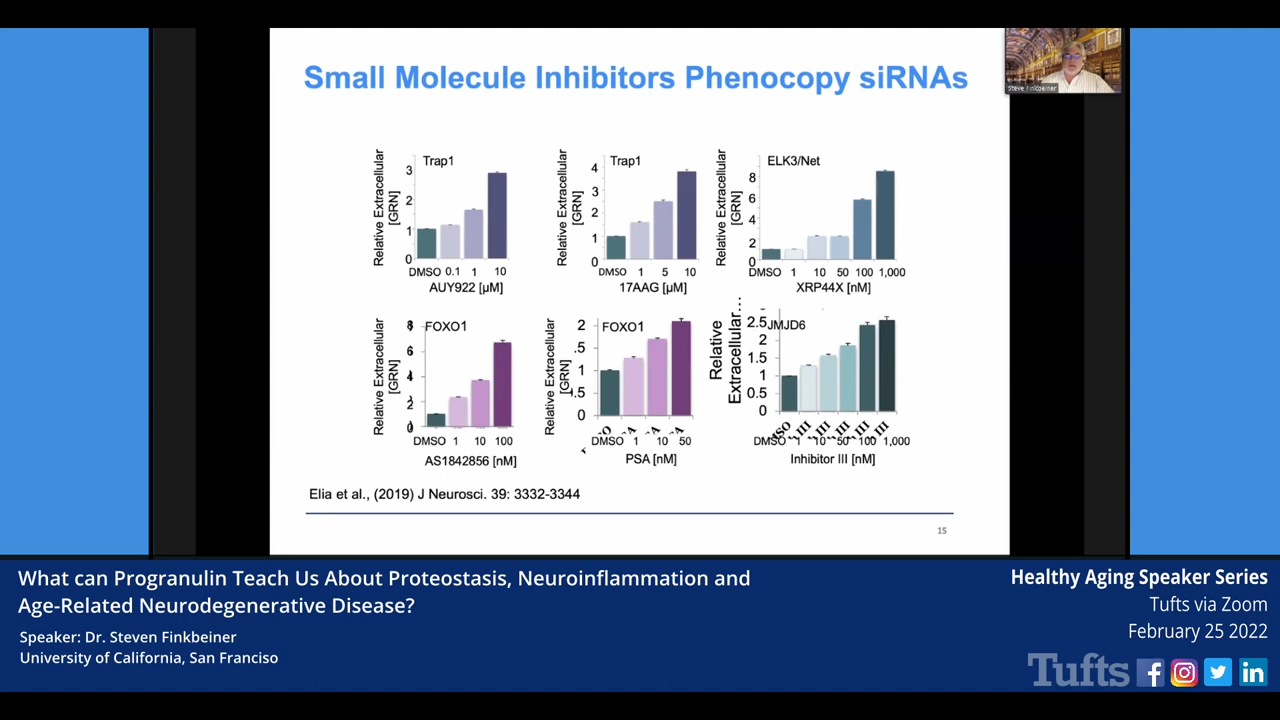 Small Molecule Inhibitors Phenocopy siRNAs
Steve Finkbeiner
Relative Extracellular
[GRN]
Trap1
3
2
1
0
DMSO 0.1 1 10
AUY922 [µM]
Relative Extracellular
[GRN]
Trap1
4
3
2
1
0
DMSO 1 5 10
17AAG [µM]
Relative Extracellular
[GRN]
ELK3/Net
8
6
4
2
0
DMSO 1 10 50 100 1,000
XRP44X [nM]
Relative Extracellular
[GRN]
FOXO1
8
6
4
2
0
DMSO 1 10 100
AS1842856 [nM]
Relative Extracellular
[GRN]
FOXO1
2
.5
1
.5
0
DMSO 1 10 50
PSA [nM]
Relative
Extracellular...
JMJD6
2.5
2
1.5
1
0.5
0
DMSO 1 10 50 100 1,000
Inhibitor III [nM]
Elia et al., (2019) J Neurosci. 39: 3332-3344
15
What can Progranulin Teach Us About Proteostasis, Neuroinflammation and
Age-Related Neurodegenerative Disease?
Speaker: Dr. Steven Finkbeiner
University of California, San Franciso
Healthy Aging Speaker Series
Tufts via Zoom
February 25 2022
Tufts